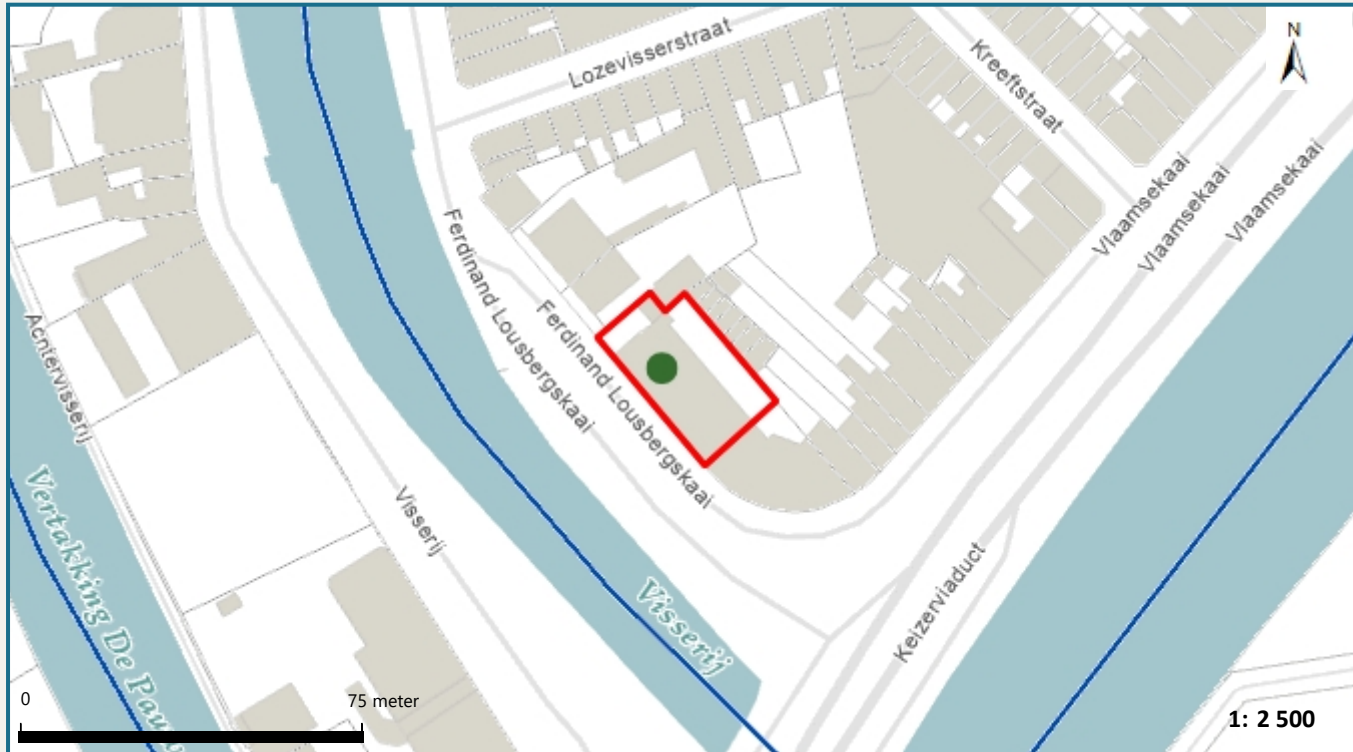 Lozevisserstraat
Kreeftstraat
N
Vlaamsekaai
Vlaamsekaai
Vlaamsekaai
Ferdinand Lousbergskaai
Ferdinand Lousbergskaai
Achtervisserij
Visserij
Vertakking De Pauw
Visserij
Keizerviaduct
0
75 meter
1: 2 500